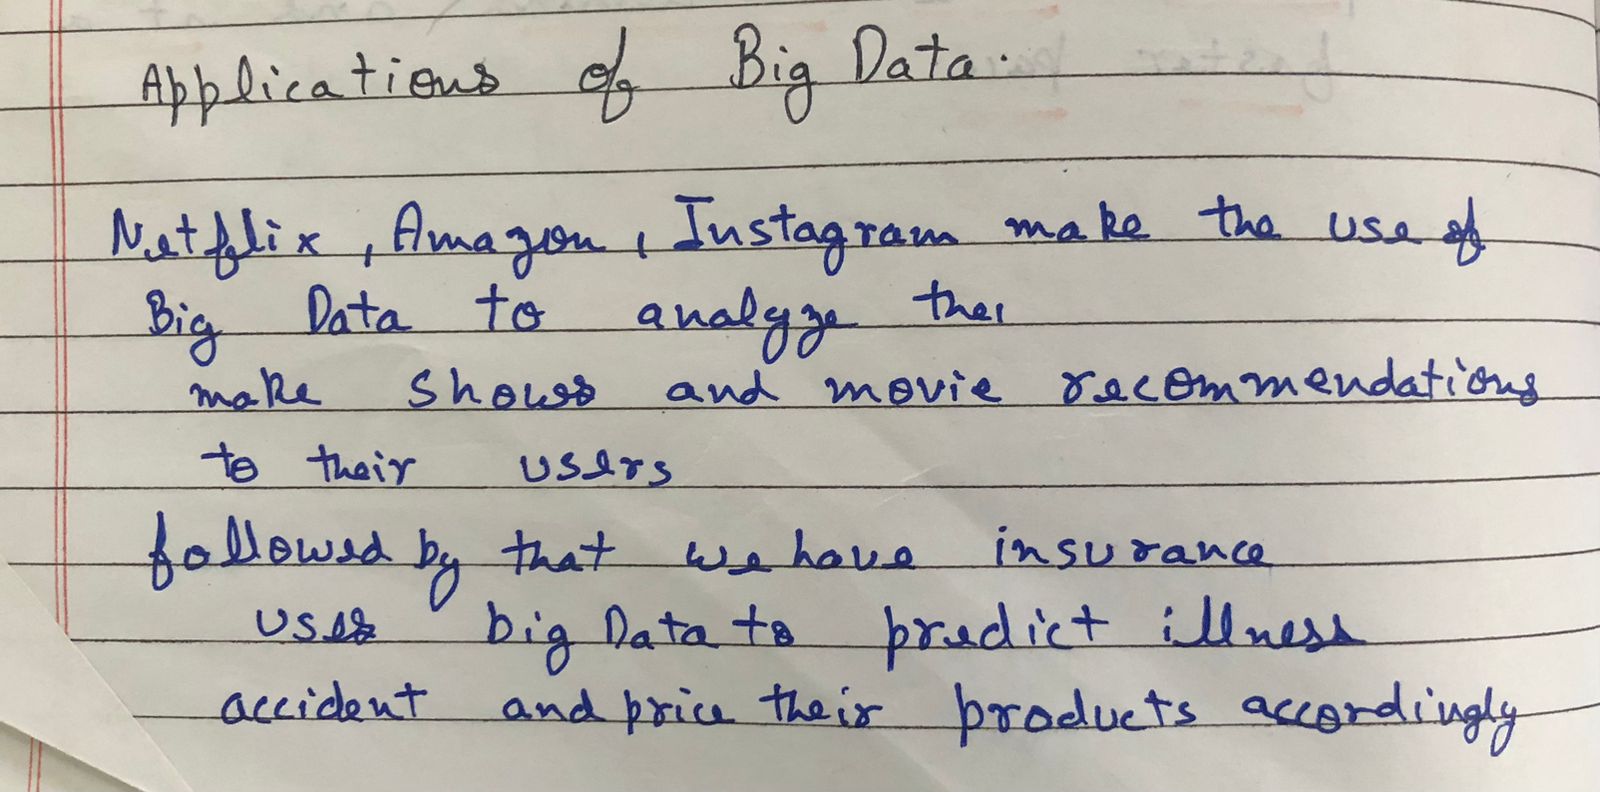 Applications of Big Data.
Netflix, Amazon, Instagram make the use of
Big Data to analyze thei
make shows and movie recommendations
to their users
followed by that we have insurance
uses big Data to predict illness
accident and price their products accordingly